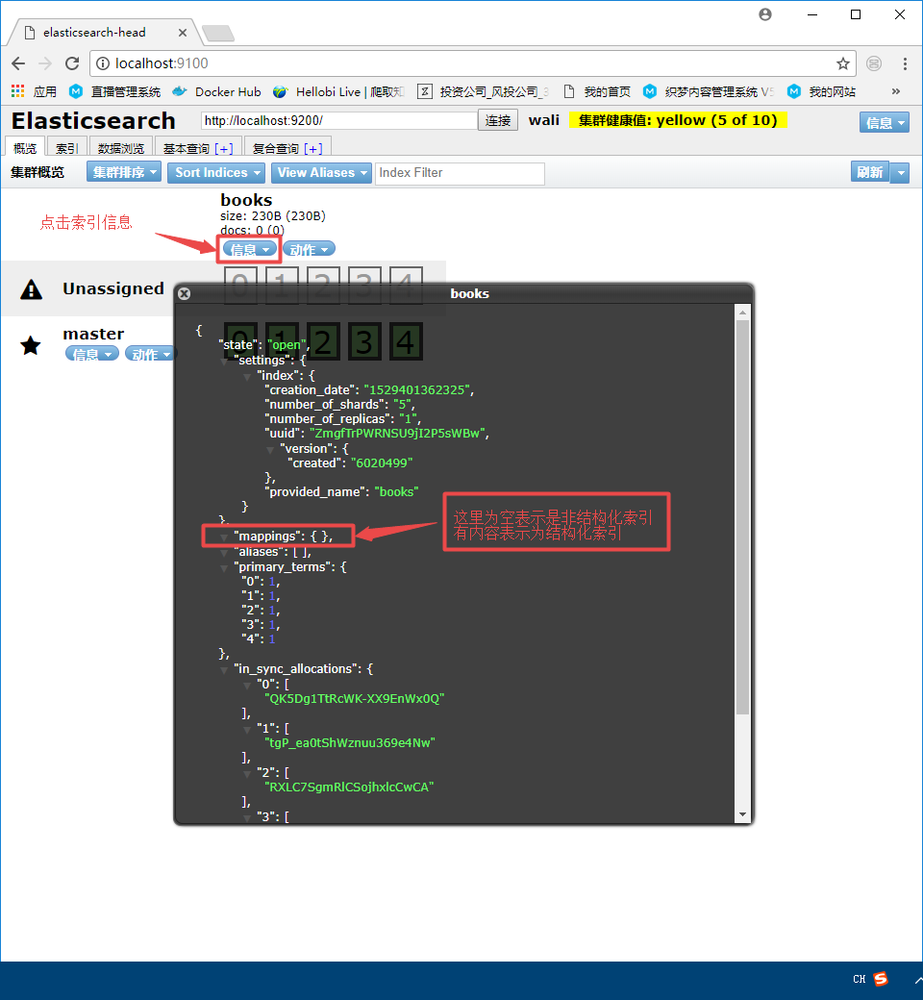 elasticsearch-head
localhost:9100
应用 直播管理系统 Docker Hub Hellobi Live | 爬取知 投资公司_风投公司_3 我的首页 织梦内容管理系统 V5 我的网站 »
Elasticsearch http://localhost:9200/ 连接 wali 集群健康值: yellow (5 of 10) 信息
概览 索引 数据浏览 基本查询 [+] 复合查询 [+]
集群概览 集群排序 Sort Indices View Aliases Index Filter 刷新
books
size: 230B (230B)
docs: 0 (0)
点击索引信息
信息 动作
Unassigned 0 1 2 3 4
master 0 1 2 3 4
信息 动作
books
{
"state": "open",
"settings": {
"index": {
"creation_date": "1529401362325",
"number_of_shards": "5",
"number_of_replicas": "1",
"uuid": "ZmgfTrPWRNSU9jI2P5sWBw",
"version": {
"created": "6020499"
},
"provided_name": "books"
}
},
"mappings": { },
这里为空表示是非结构化索引
有内容表示为结构化索引
"aliases": [ ],
"primary_terms": {
"0": 1,
"1": 1,
"2": 1,
"3": 1,
"4": 1
},
"in_sync_allocations": {
"0": [
"QK5Dg1TtRcWK-XX9EnWx0Q"
],
"1": [
"tgP_ea0tShWznuu369e4Nw"
],
"2": [
"RXLC7SgmRlCSojhxlcCwCA"
],
"3": [
CH